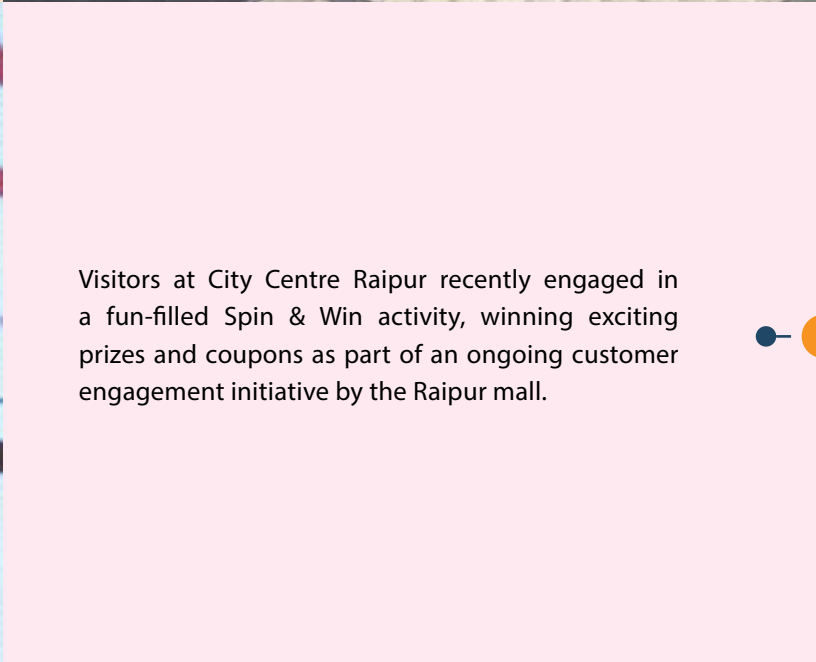 Visitors at City Centre Raipur recently engaged in
a fun-filled Spin & Win activity, winning exciting
prizes and coupons as part of an ongoing customer
engagement initiative by the Raipur mall.